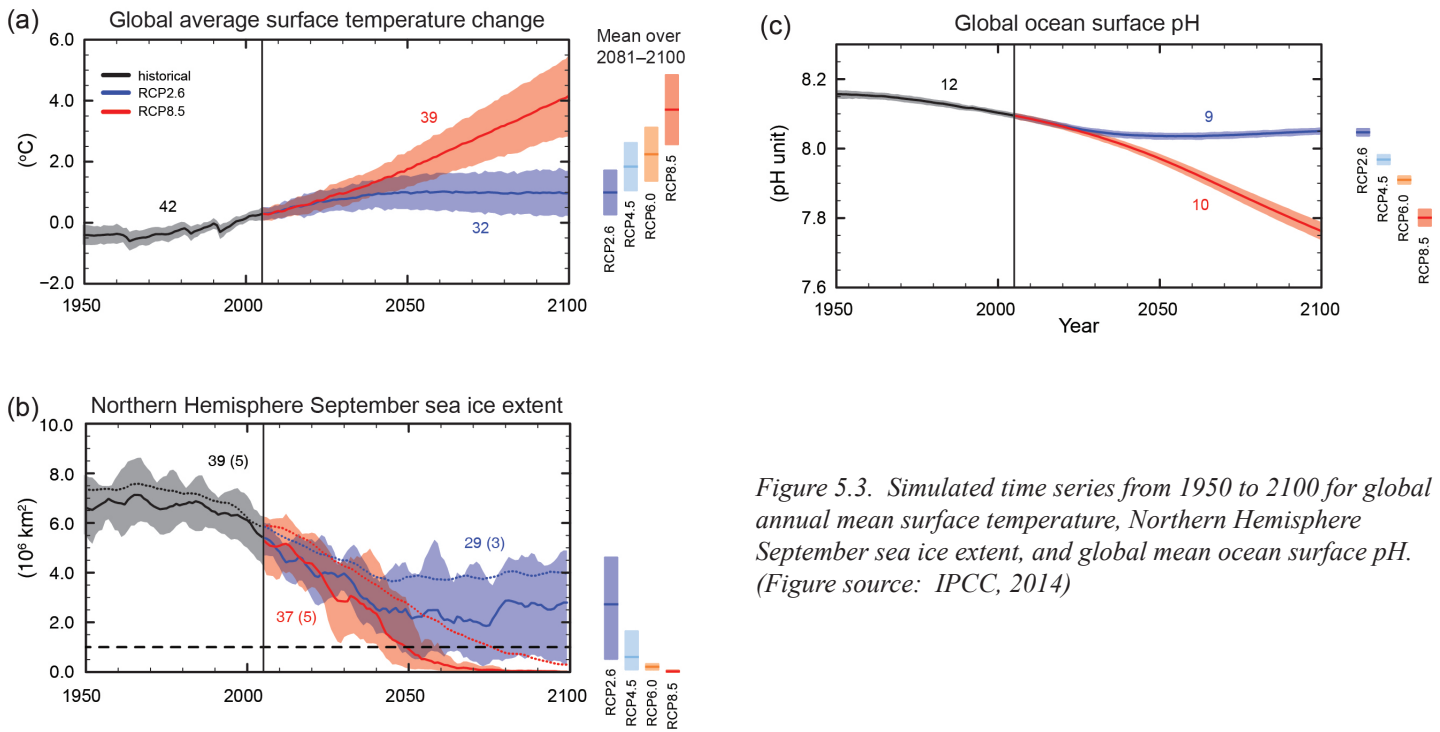 (a) Global average surface temperature change
Mean over
2081–2100
6.0
4.0
2.0
0.0
−2.0
(°C)
historical
RCP2.6
RCP8.5
42
39
32
1950 2000 2050 2100
RCP2.6
RCP4.5
RCP6.0
RCP8.5
(c) Global ocean surface pH
8.2
8.0
7.8
7.6
(pH unit)
12
9
10
1950 2000 2050 2100
Year
RCP2.6
RCP4.5
RCP6.0
RCP8.5
(b) Northern Hemisphere September sea ice extent
10.0
8.0
6.0
4.0
2.0
0.0
(10⁶ km²)
39 (5)
29 (3)
37 (5)
1950 2000 2050 2100
RCP2.6
RCP4.5
RCP6.0
RCP8.5
Figure 5.3. Simulated time series from 1950 to 2100 for global
annual mean surface temperature, Northern Hemisphere
September sea ice extent, and global mean ocean surface pH.
(Figure source: IPCC, 2014)